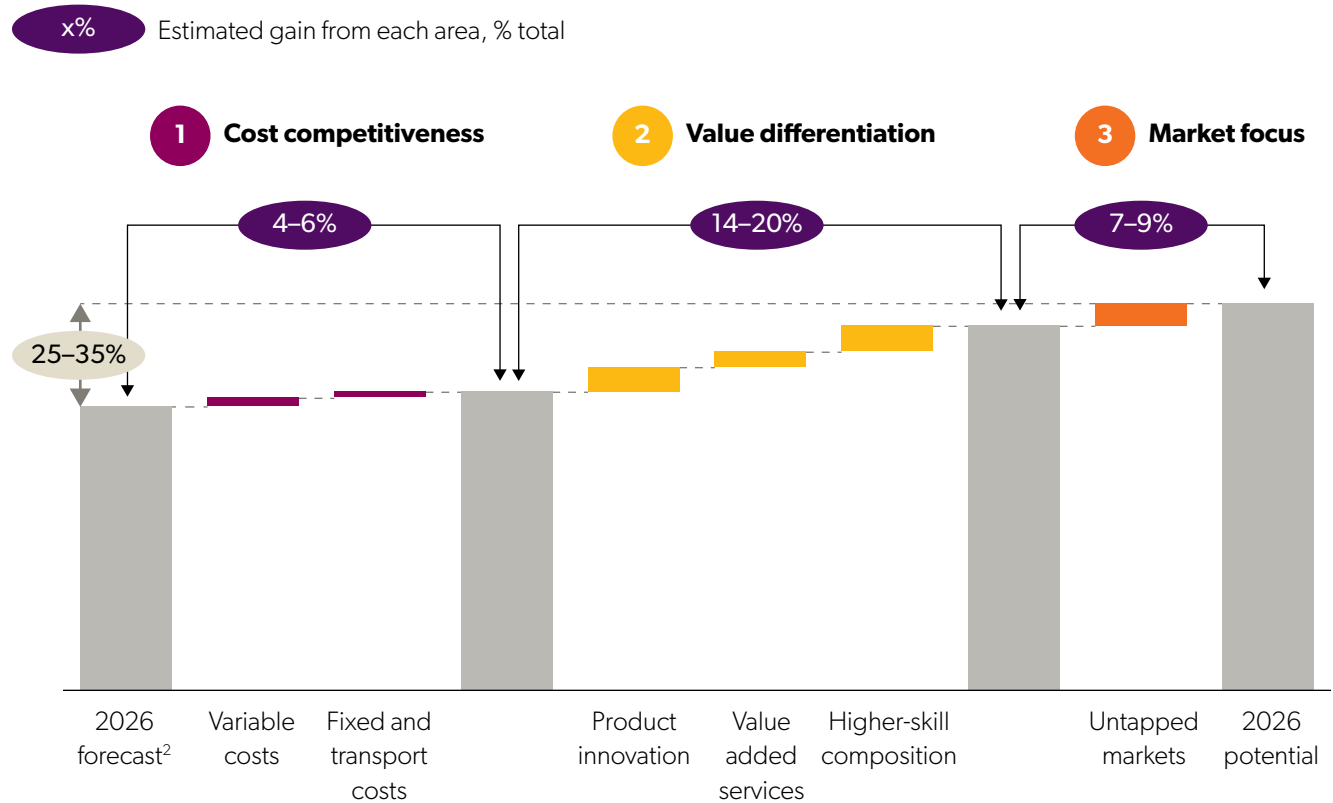 x% Estimated gain from each area, % total
1 Cost competitiveness
2 Value differentiation
3 Market focus
4–6%
14–20%
7–9%
25–35%
2026
forecast2
Variable
costs
Fixed and
transport
costs
Product
innovation
Value
added
services
Higher-skill
composition
Untapped
markets
2026
potential